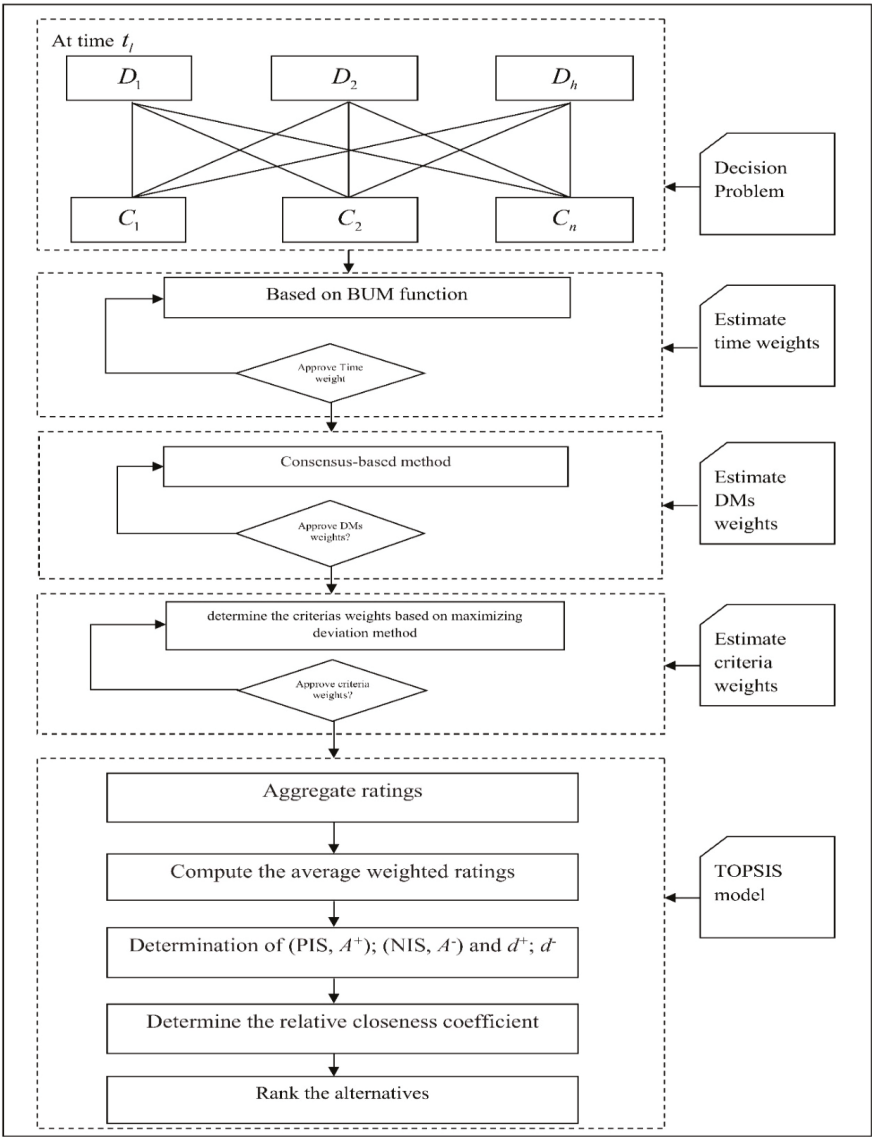 At time t_l
D_1 D_2 D_h
C_1 C_2 C_n
Decision
Problem
Based on BUM function
Approve Time
weight
Estimate
time weights
Consensus-based method
Approve DMs
weights?
Estimate
DMs
weights
determine the criterias weights based on maximizing
deviation method
Approve criteria
weights?
Estimate
criteria
weights
Aggregate ratings
Compute the average weighted ratings
Determination of (PIS, A⁺); (NIS, A⁻) and d⁺; d⁻
Determine the relative closeness coefficient
Rank the alternatives
TOPSIS
model